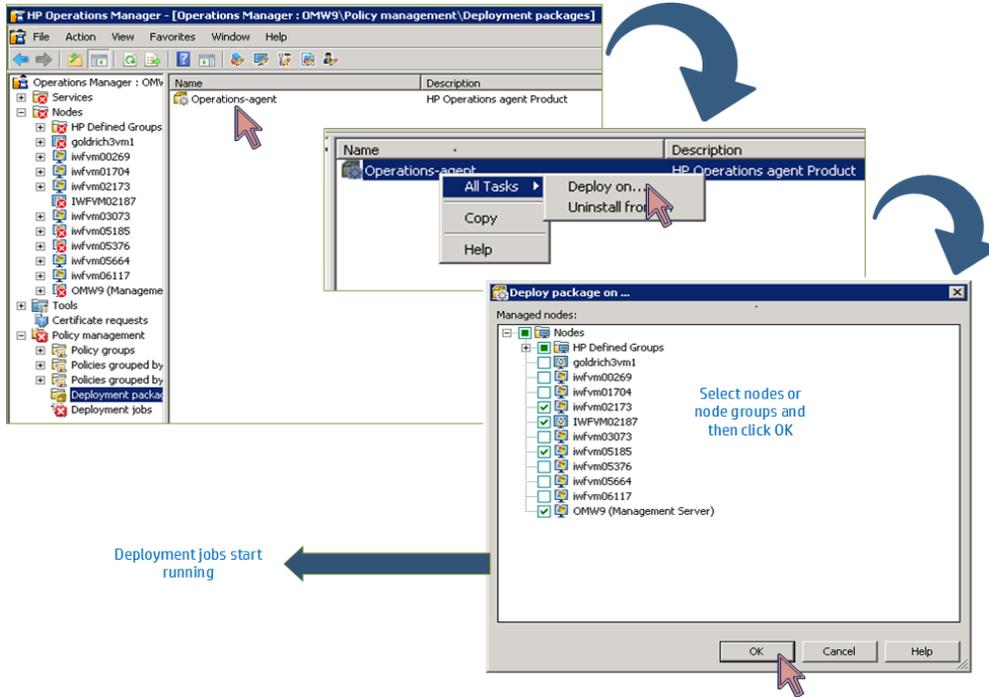 HP Operations Manager - [Operations Manager : OMW9\Policy management\Deployment packages]
File Action View Favorites Window Help
Operations Manager : OMW
Services
Nodes
HP Defined Groups
goldrich3vm1
iwfvm00269
iwfvm01704
iwfvm02173
IWFVM02187
iwfvm03073
iwfvm05185
iwfvm05376
iwfvm05664
iwfvm06117
OMW9 (Manageme
Tools
Certificate requests
Policy management
Policy groups
Policies grouped by
Policies grouped by
Deployment packag
Deployment jobs
Name Description
Operations-agent HP Operations agent Product
Name Description
Operations-agent HP Operations agent Product
All Tasks
Copy
Help
Deploy on...
Uninstall fro
Deploy package on ...
Managed nodes:
Nodes
HP Defined Groups
goldrich3vm1
iwfvm00269
iwfvm01704
iwfvm02173
IWFVM02187
iwfvm03073
iwfvm05185
iwfvm05376
iwfvm05664
iwfvm06117
OMW9 (Management Server)
Select nodes or
node groups and
then click OK
OK Cancel Help
Deployment jobs start
running